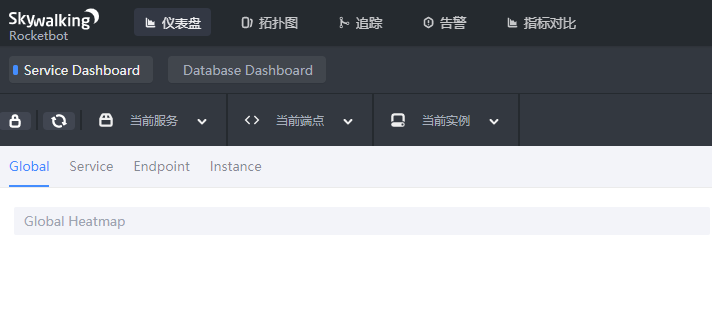 Skywalking
Rocketbot
仪表盘 拓扑图 追踪 告警 指标对比
Service Dashboard Database Dashboard
当前服务 当前端点 当前实例
Global Service Endpoint Instance
Global Heatmap